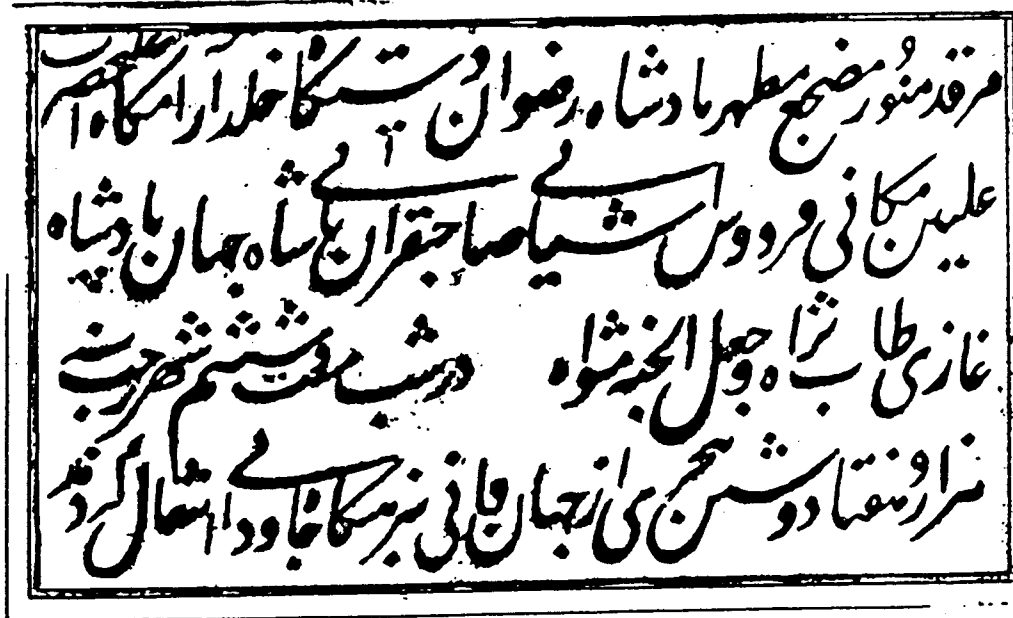 مرقد منور مضجع مطهر بادشاه رضوان دستگاه خلد آرامگاه اعلیحضرت
علیین مکانی فردوس آشیانی صاحبقران ثانی شاه جهان بادشاه
غازی طاب ثراه و جعل الجنة مثواه در شب بیست و ششم شهر رجب سنه
هزار و هفتاد و شش هجری از جهان فانی جاودانی انتقال کردند